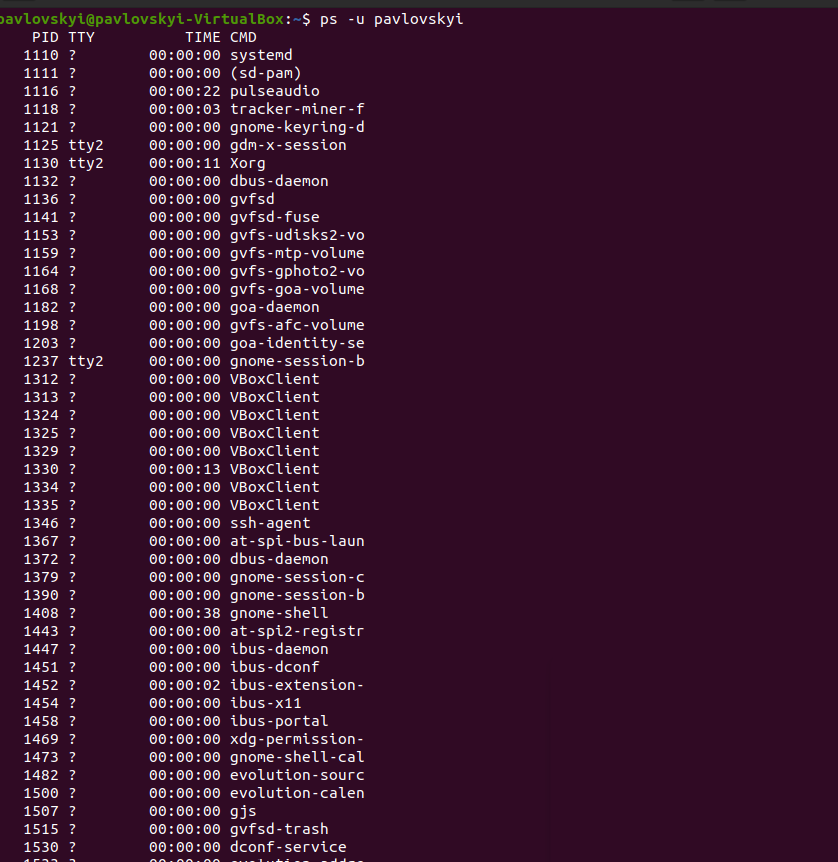 pavlovskyi@pavlovskyi-VirtualBox:~$ ps -u pavlovskyi
PID TTY TIME CMD
1110 ? 00:00:00 systemd
1111 ? 00:00:00 (sd-pam)
1116 ? 00:00:22 pulseaudio
1118 ? 00:00:03 tracker-miner-f
1121 ? 00:00:00 gnome-keyring-d
1125 tty2 00:00:00 gdm-x-session
1130 tty2 00:00:11 Xorg
1132 ? 00:00:00 dbus-daemon
1136 ? 00:00:00 gvfsd
1141 ? 00:00:00 gvfsd-fuse
1153 ? 00:00:00 gvfs-udisks2-vo
1159 ? 00:00:00 gvfs-mtp-volume
1164 ? 00:00:00 gvfs-gphoto2-vo
1168 ? 00:00:00 gvfs-goa-volume
1182 ? 00:00:00 goa-daemon
1198 ? 00:00:00 gvfs-afc-volume
1203 ? 00:00:00 goa-identity-se
1237 tty2 00:00:00 gnome-session-b
1312 ? 00:00:00 VBoxClient
1313 ? 00:00:00 VBoxClient
1324 ? 00:00:00 VBoxClient
1325 ? 00:00:00 VBoxClient
1329 ? 00:00:00 VBoxClient
1330 ? 00:00:13 VBoxClient
1334 ? 00:00:00 VBoxClient
1335 ? 00:00:00 VBoxClient
1346 ? 00:00:00 ssh-agent
1367 ? 00:00:00 at-spi-bus-laun
1372 ? 00:00:00 dbus-daemon
1379 ? 00:00:00 gnome-session-c
1390 ? 00:00:00 gnome-session-b
1408 ? 00:00:38 gnome-shell
1443 ? 00:00:00 at-spi2-registr
1447 ? 00:00:00 ibus-daemon
1451 ? 00:00:00 ibus-dconf
1452 ? 00:00:02 ibus-extension-
1454 ? 00:00:00 ibus-x11
1458 ? 00:00:00 ibus-portal
1469 ? 00:00:00 xdg-permission-
1473 ? 00:00:00 gnome-shell-cal
1482 ? 00:00:00 evolution-sourc
1500 ? 00:00:00 evolution-calen
1507 ? 00:00:00 gjs
1515 ? 00:00:00 gvfsd-trash
1530 ? 00:00:00 dconf-service